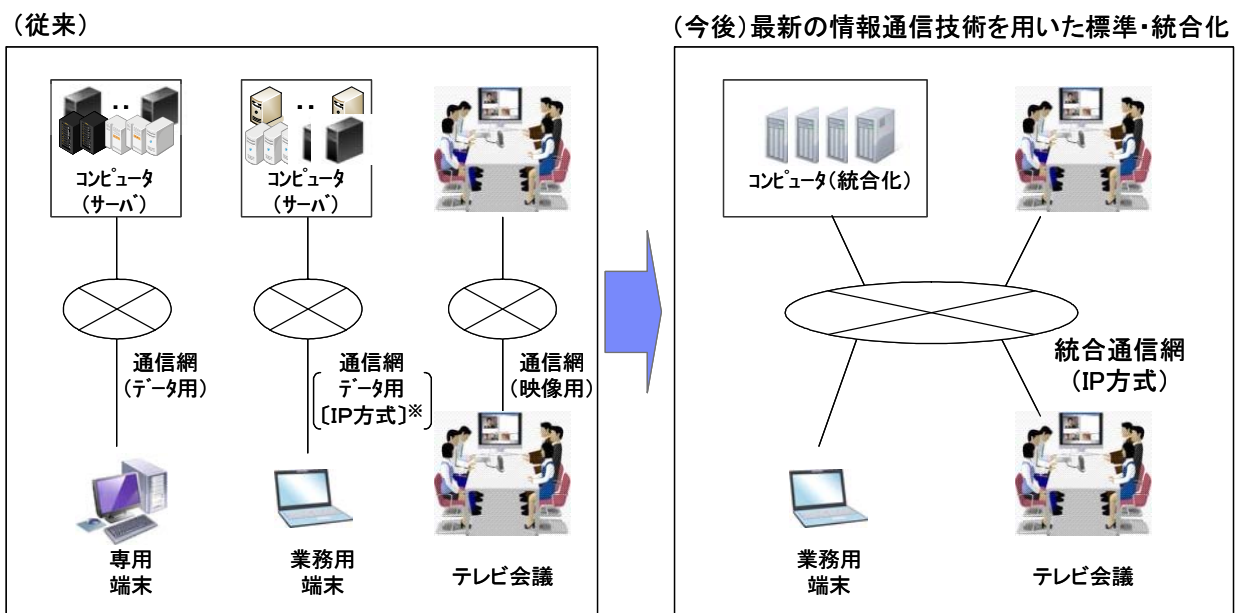 （従来）
コンピュータ
（サーバ）
コンピュータ
（サーバ）
通信網
（データ用）
通信網
データ用
〔IP方式〕※
通信網
（映像用）
専用
端末
業務用
端末
テレビ会議
（今後）最新の情報通信技術を用いた標準・統合化
コンピュータ（統合化）
統合通信網
（IP方式）
業務用
端末
テレビ会議